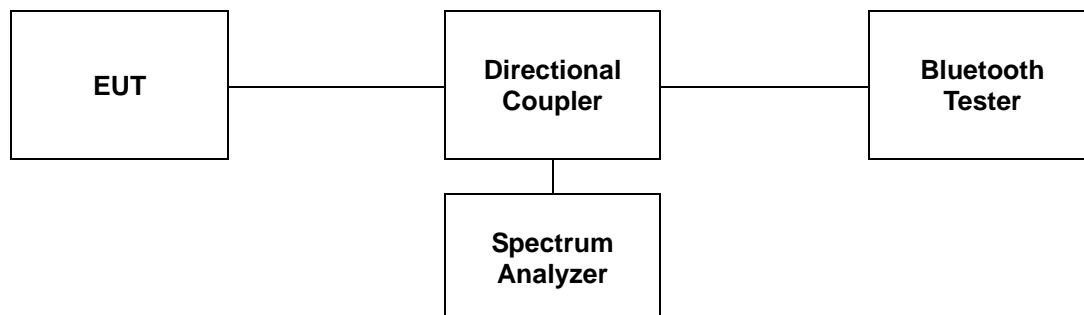 EUT
Directional
Coupler
Bluetooth
Tester
Spectrum
Analyzer